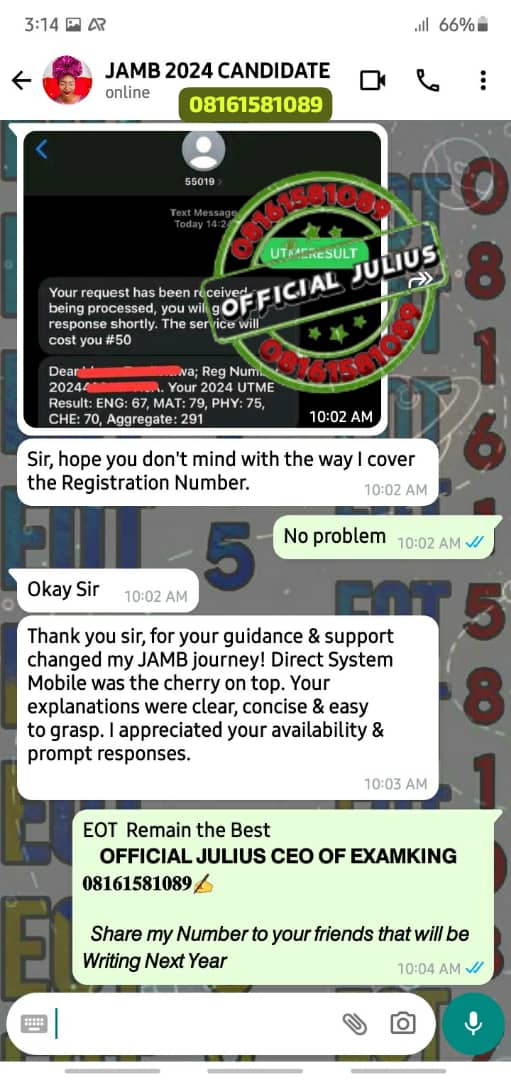 3:14
66%
JAMB 2024 CANDIDATE
online
08161581089
55019
Text Message
Today 14:2
UTMERESULT
08161581089
OFFICIAL JULIUS
08161581089
Your request has been received
being processed, you will g
response shortly. The service will
cost you #50
Dear wa; Reg Num
2024 . Your 2024 UTME
Result: ENG: 67, MAT: 79, PHY: 75,
CHE: 70, Aggregate: 291
10:02 AM
Sir, hope you don't mind with the way I cover
the Registration Number.
10:02 AM
No problem
10:02 AM
Okay Sir
10:02 AM
Thank you sir, for your guidance & support
changed my JAMB journey! Direct System
Mobile was the cherry on top. Your
explanations were clear, concise & easy
to grasp. I appreciated your availability &
prompt responses.
10:03 AM
EOT Remain the Best
OFFICIAL JULIUS CEO OF EXAMKING
08161581089✍️
Share my Number to your friends that will be
Writing Next Year
10:04 AM